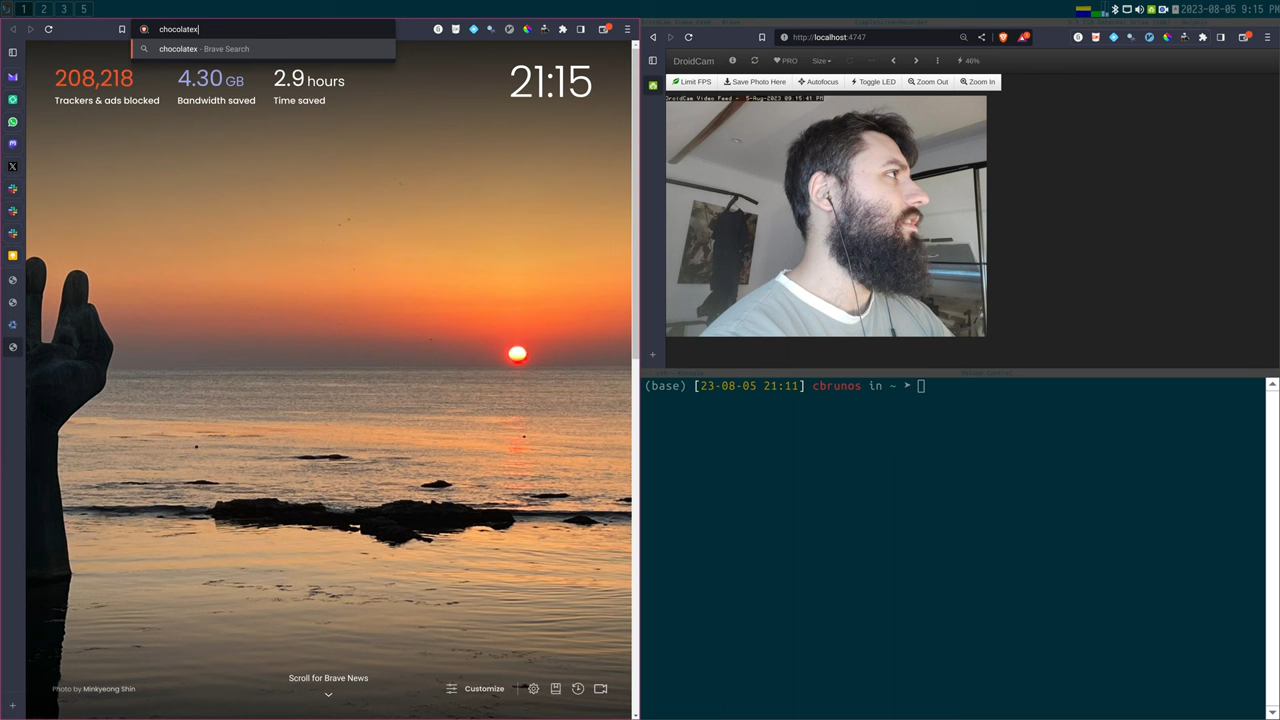 1 2 3 5
2023-08-05 9:15 PM
chocolatex
chocolatex - Brave Search
208,218
Trackers & ads blocked
4.30 GB
Bandwidth saved
2.9 hours
Time saved
21:15
Photo by Minkyeong Shin
Scroll for Brave News
Customize
http://localhost:4747
DroidCam
PRO
Size
46%
Limit FPS
Save Photo Here
Autofocus
Toggle LED
Zoom Out
Zoom In
DroidCam Video Feed - 5-Aug-2023 09.15:41 PM
(base) [23-08-05 21:11] cbrunos in ~ ➤